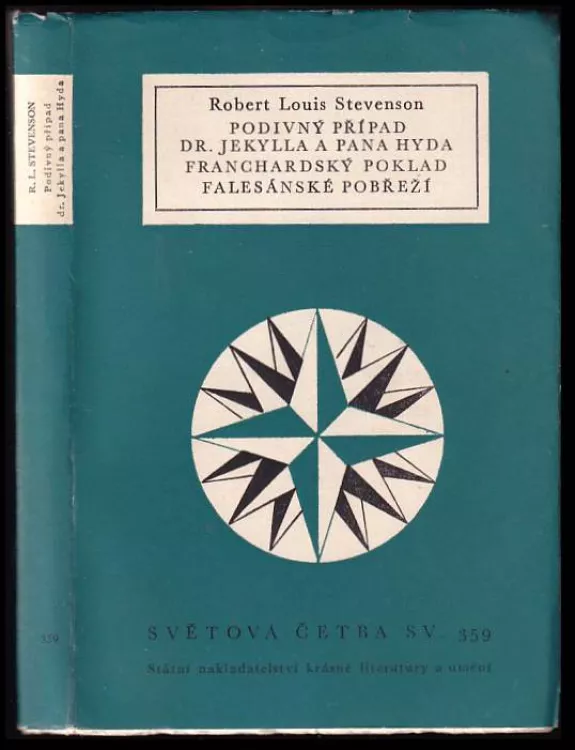 R. L. STEVENSON
Podivný případ
dr. Jekylla a pana Hyda
359
Robert Louis Stevenson
PODIVNÝ PŘÍPAD
DR. JEKYLLA A PANA HYDA
FRANCHARDSKÝ POKLAD
FALESÁNSKÉ POBŘEŽÍ
SVĚTOVÁ ČETBA SV. 359
Státní nakladatelství krásné literatury a umění